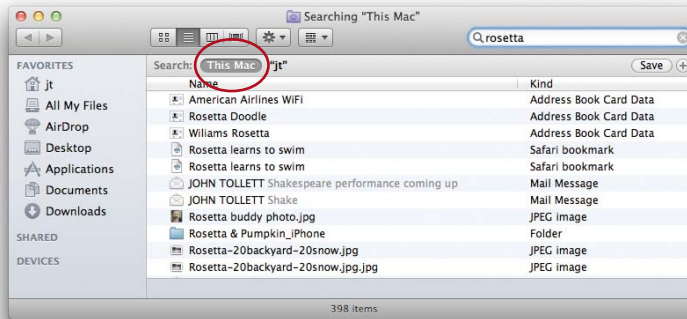 Searching "This Mac"
rosetta
FAVORITES
jt
All My Files
AirDrop
Desktop
Applications
Documents
Downloads
SHARED
DEVICES
Search: This Mac "jt" Save
Name Kind
American Airlines WiFi Address Book Card Data
Rosetta Doodle Address Book Card Data
Wiliams Rosetta Address Book Card Data
Rosetta learns to swim Safari bookmark
Rosetta learns to swim Safari bookmark
JOHN TOLLETT Shakespeare performance coming up Mail Message
JOHN TOLLETT Shake Mail Message
Rosetta buddy photo.jpg JPEG image
Rosetta & Pumpkin_iPhone Folder
Rosetta-20backyard-20snow.jpg JPEG image
Rosetta-20backyard-20snow.jpg.jpg JPEG image
398 items